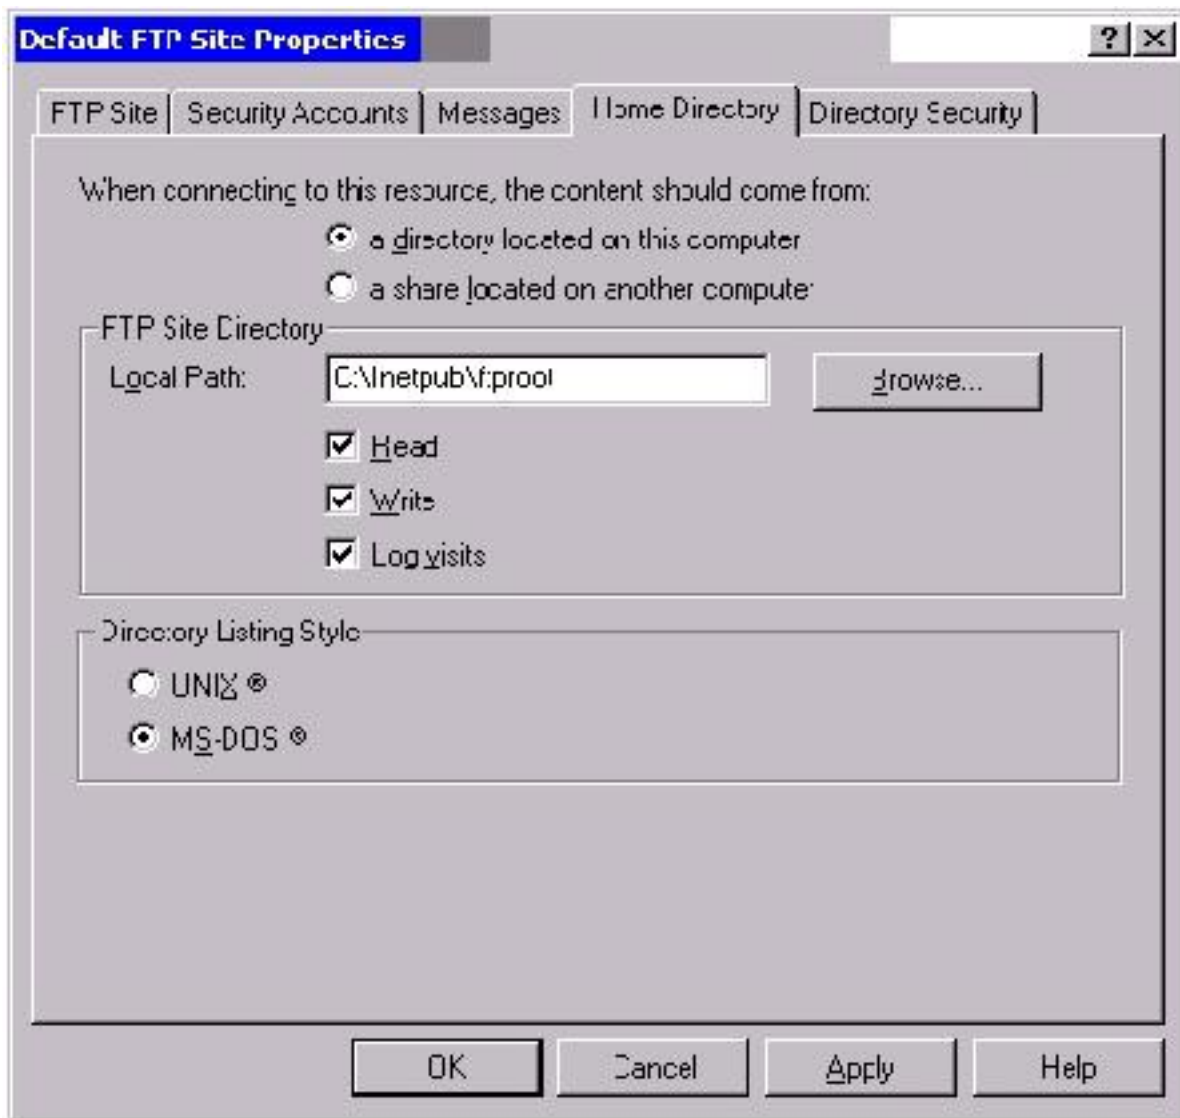 Default FTP Site Properties
FTP Site Security Accounts Messages Home Directory Directory Security
When connecting to this resource, the content should come from:
a directory located on this computer
a share located on another computer
FTP Site Directory
Local Path: C:\Inetpub\ftproot Browse...
Read
Write
Log visits
Directory Listing Style
UNIX ®
MS-DOS ®
OK Cancel Apply Help